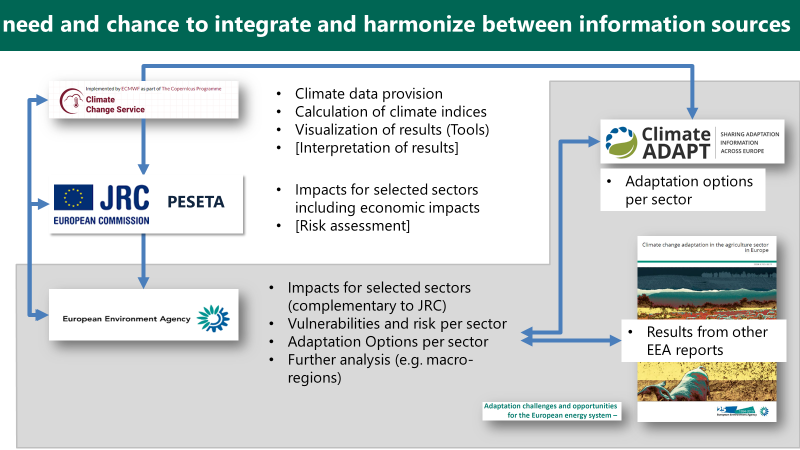 need and chance to integrate and harmonize between information sources
Implemented by ECMWF as part of The Copernicus Programme
Climate
Change Service
• Climate data provision
• Calculation of climate indices
• Visualization of results (Tools)
• [Interpretation of results]
Climate
ADAPT
SHARING ADAPTATION
INFORMATION
ACROSS EUROPE
• Adaptation options
per sector
JRC
EUROPEAN COMMISSION
PESETA
• Impacts for selected sectors
including economic impacts
• [Risk assessment]
Climate change adaptation in the agriculture sector
in Europe
European Environment Agency
• Impacts for selected sectors
(complementary to JRC)
• Vulnerabilities and risk per sector
• Adaptation Options per sector
• Further analysis (e.g. macro-
regions)
• Results from other
EEA reports
Adaptation challenges and opportunities
for the European energy system –
25
European Environment Agency